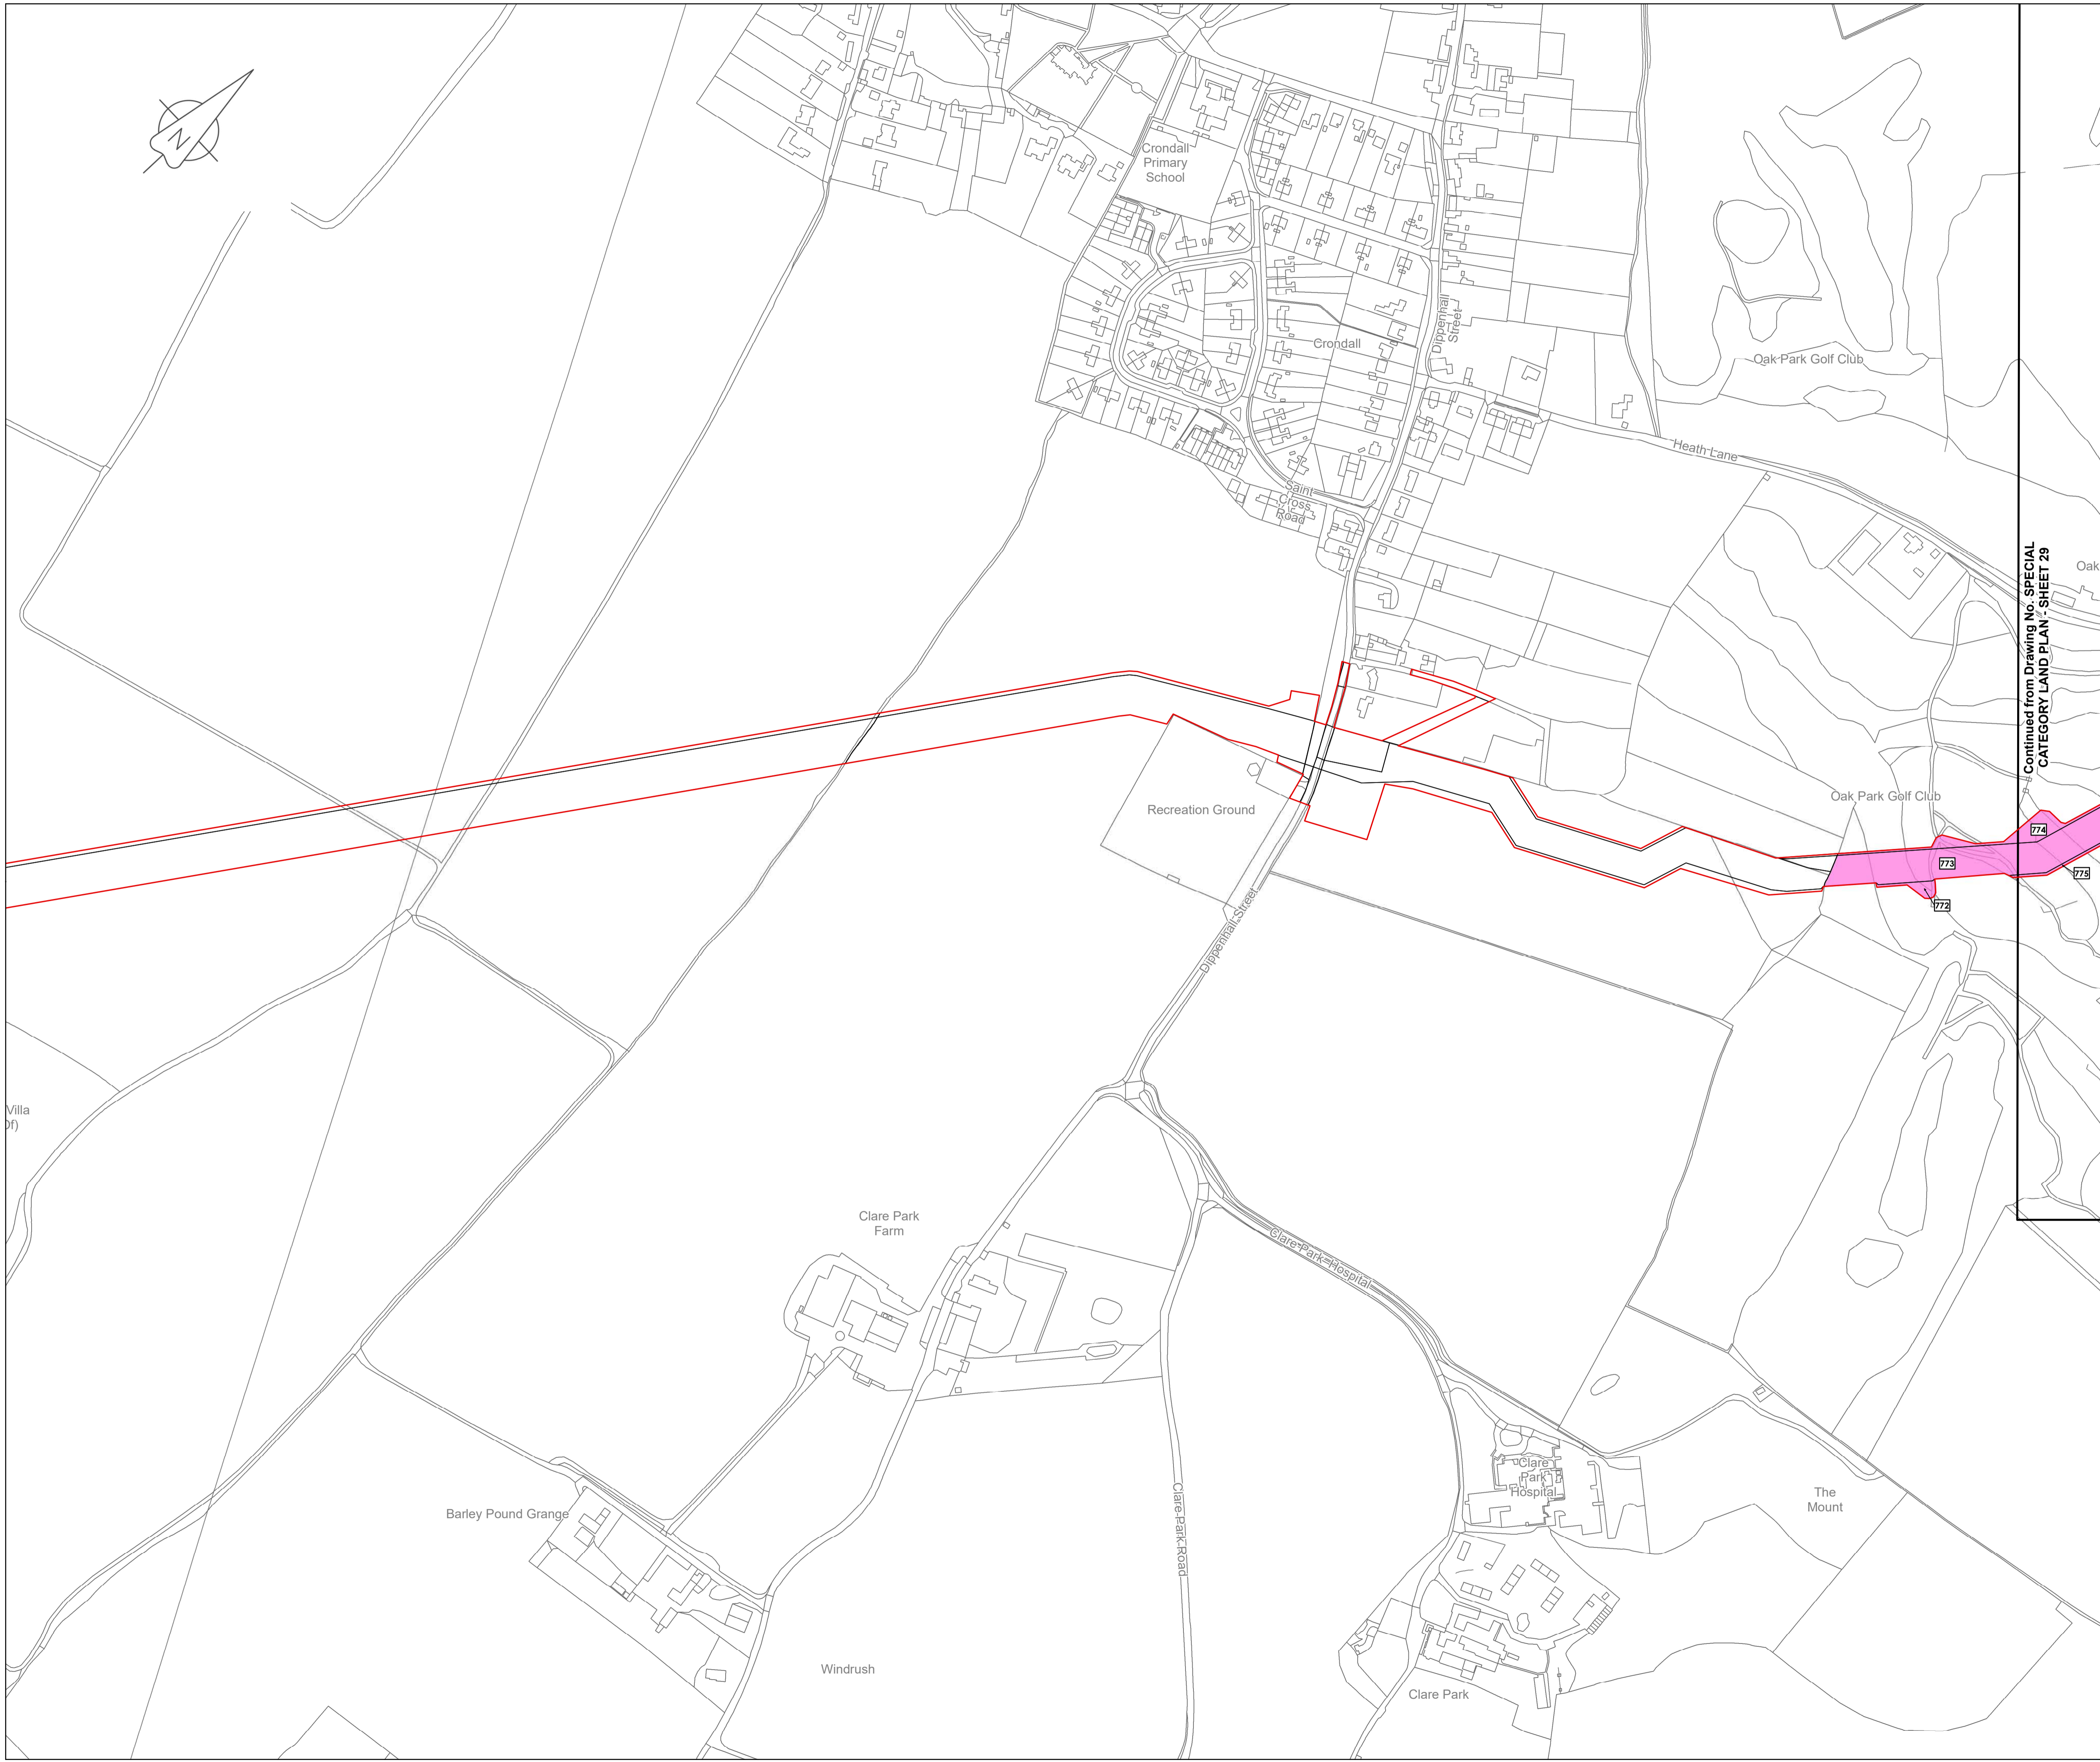 N
Crondall
Primary
School
Crondall
Dippenhall
Street
Oak Park Golf Club
Heath Lane
Saint
Cross
Road
Continued from Drawing No. SPECIAL
CATEGORY LAND PLAN - SHEET 29
Oak
Recreation Ground
Oak Park Golf Club
774
773
775
772
Dippenhall Street
Villa
Of)
Clare Park
Farm
Clare Park Hospital
Clare
Park
Hospital
The
Mount
Barley Pound Grange
Clare Park Road
Windrush
Clare Park